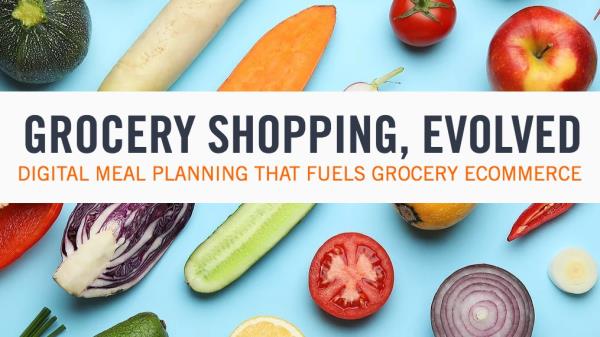 GROCERY SHOPPING, EVOLVED
DIGITAL MEAL PLANNING THAT FUELS GROCERY ECOMMERCE